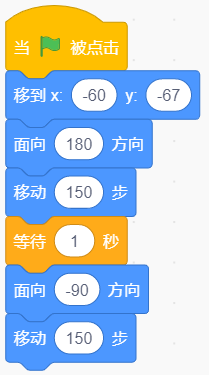 当 被点击
移到 x: -60 y: -67
面向 180 方向
移动 150 步
等待 1 秒
面向 -90 方向
移动 150 步